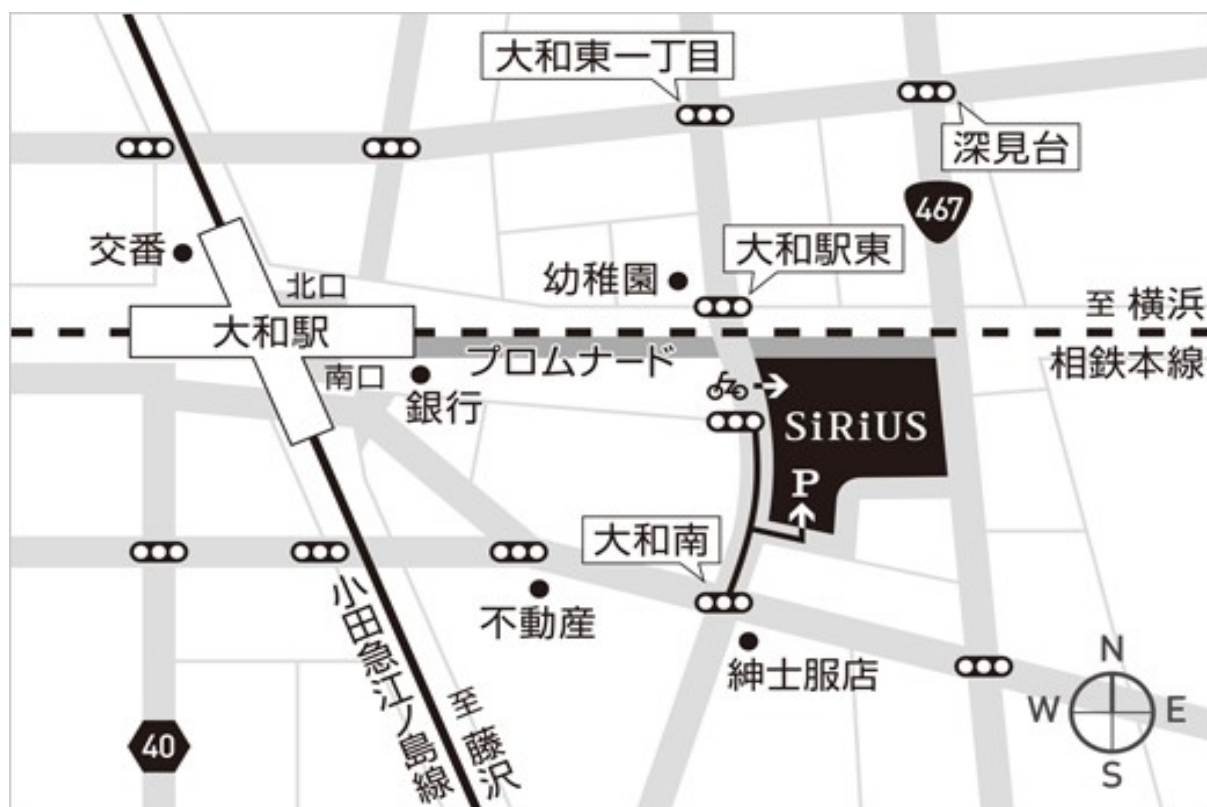 大和東一丁目
深見台
467
交番
北口
幼稚園
大和駅東
至 横浜
大和駅
プロムナード
相鉄本線
南口
銀行
SiRiUS
P
大和南
不動産
紳士服店
小田急江ノ島線
至 藤沢
40
N
W E
S